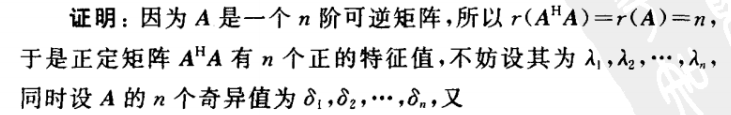 证明：因为 A 是一个 n 阶可逆矩阵，所以 r(AᴴA)=r(A)=n，
于是正定矩阵 AᴴA 有 n 个正的特征值，不妨设其为 λ₁,λ₂,⋯,λₙ，
同时设 A 的 n 个奇异值为 δ₁,δ₂,⋯,δₙ，又